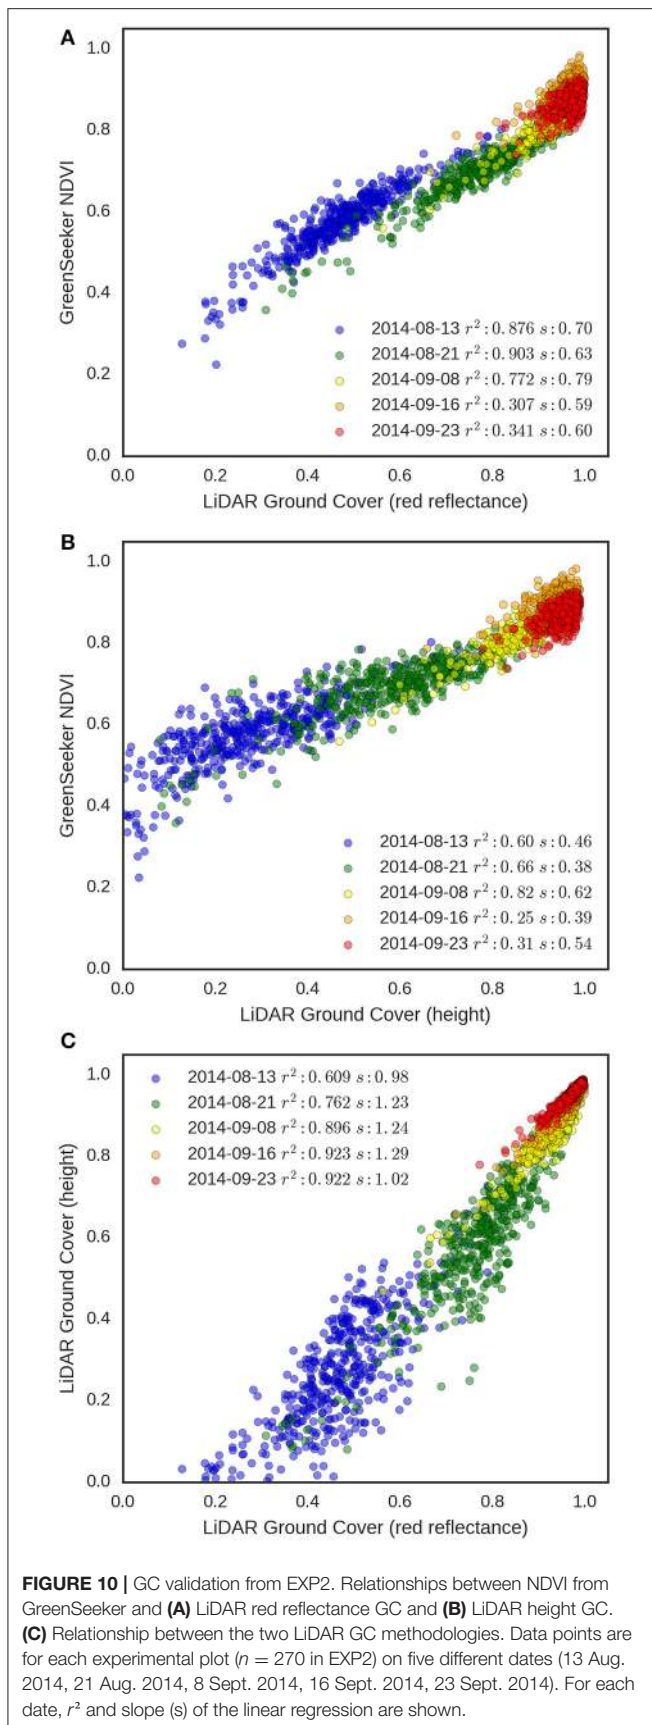 A
1.0
0.8
0.6
0.4
0.2
0.0
GreenSeeker NDVI
2014-08-13 r² : 0.876 s : 0.70
2014-08-21 r² : 0.903 s : 0.63
2014-09-08 r² : 0.772 s : 0.79
2014-09-16 r² : 0.307 s : 0.59
2014-09-23 r² : 0.341 s : 0.60
0.0 0.2 0.4 0.6 0.8 1.0
LiDAR Ground Cover (red reflectance)
B
1.0
0.8
0.6
0.4
0.2
0.0
GreenSeeker NDVI
2014-08-13 r² : 0.60 s : 0.46
2014-08-21 r² : 0.66 s : 0.38
2014-09-08 r² : 0.82 s : 0.62
2014-09-16 r² : 0.25 s : 0.39
2014-09-23 r² : 0.31 s : 0.54
0.0 0.2 0.4 0.6 0.8 1.0
LiDAR Ground Cover (height)
C
1.0
0.8
0.6
0.4
0.2
0.0
LiDAR Ground Cover (height)
2014-08-13 r² : 0.609 s : 0.98
2014-08-21 r² : 0.762 s : 1.23
2014-09-08 r² : 0.896 s : 1.24
2014-09-16 r² : 0.923 s : 1.29
2014-09-23 r² : 0.922 s : 1.02
0.0 0.2 0.4 0.6 0.8 1.0
LiDAR Ground Cover (red reflectance)
FIGURE 10 | GC validation from EXP2. Relationships between NDVI from
GreenSeeker and (A) LiDAR red reflectance GC and (B) LiDAR height GC.
(C) Relationship between the two LiDAR GC methodologies. Data points are
for each experimental plot (n = 270 in EXP2) on five different dates (13 Aug.
2014, 21 Aug. 2014, 8 Sept. 2014, 16 Sept. 2014, 23 Sept. 2014). For each
date, r² and slope (s) of the linear regression are shown.